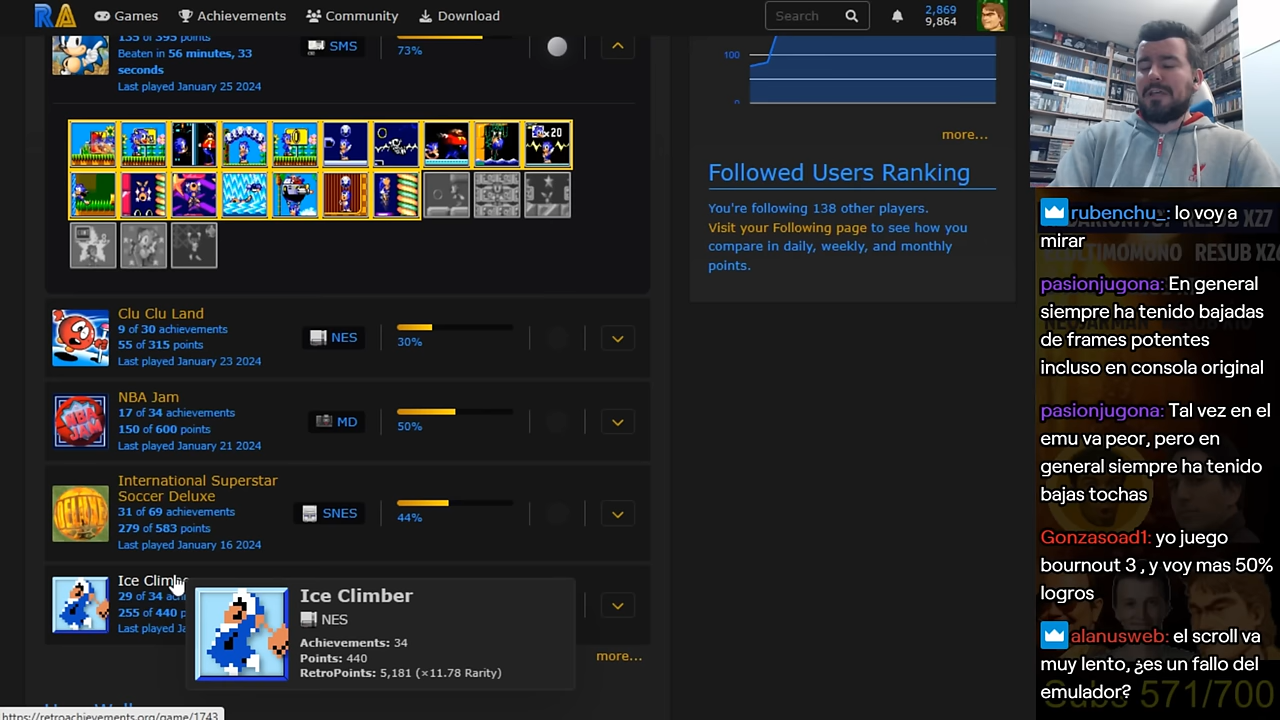 RA Games Achievements Community Download Search 2,869
9,864
135 of 395 points
Beaten in 56 minutes, 33
seconds
Last played January 25 2024
SMS
73%
x 20
Clu Clu Land
9 of 30 achievements
55 of 315 points
Last played January 23 2024
NES
30%
NBA Jam
17 of 34 achievements
150 of 600 points
Last played January 21 2024
MD
50%
International Superstar
Soccer Deluxe
31 of 69 achievements
279 of 583 points
Last played January 16 2024
SNES
44%
Ice Climbe
29 of 34 achi
255 of 440 p
Last played Ja
Ice Climber
NES
Achievements: 34
Points: 440
RetroPoints: 5,181 (×11.78 Rarity)
more...
https://retroachievements.org/game/1743
100
0
more...
Followed Users Ranking
You're following 138 other players.
Visit your Following page to see how you
compare in daily, weekly, and monthly
points.
rubenchu_: lo voy a
mirar
pasionjugona: En general
siempre ha tenido bajadas
de frames potentes
incluso en consola original
pasionjugona: Tal vez en el
emu va peor, pero en
general siempre ha tenido
bajas tochas
Gonzasoad1: yo juego
bournout 3 , y voy mas 50%
logros
alanusweb: el scroll va
muy lento, ¿es un fallo del
emulador?
RESUB X27
RESUB X26
Subs 571/700